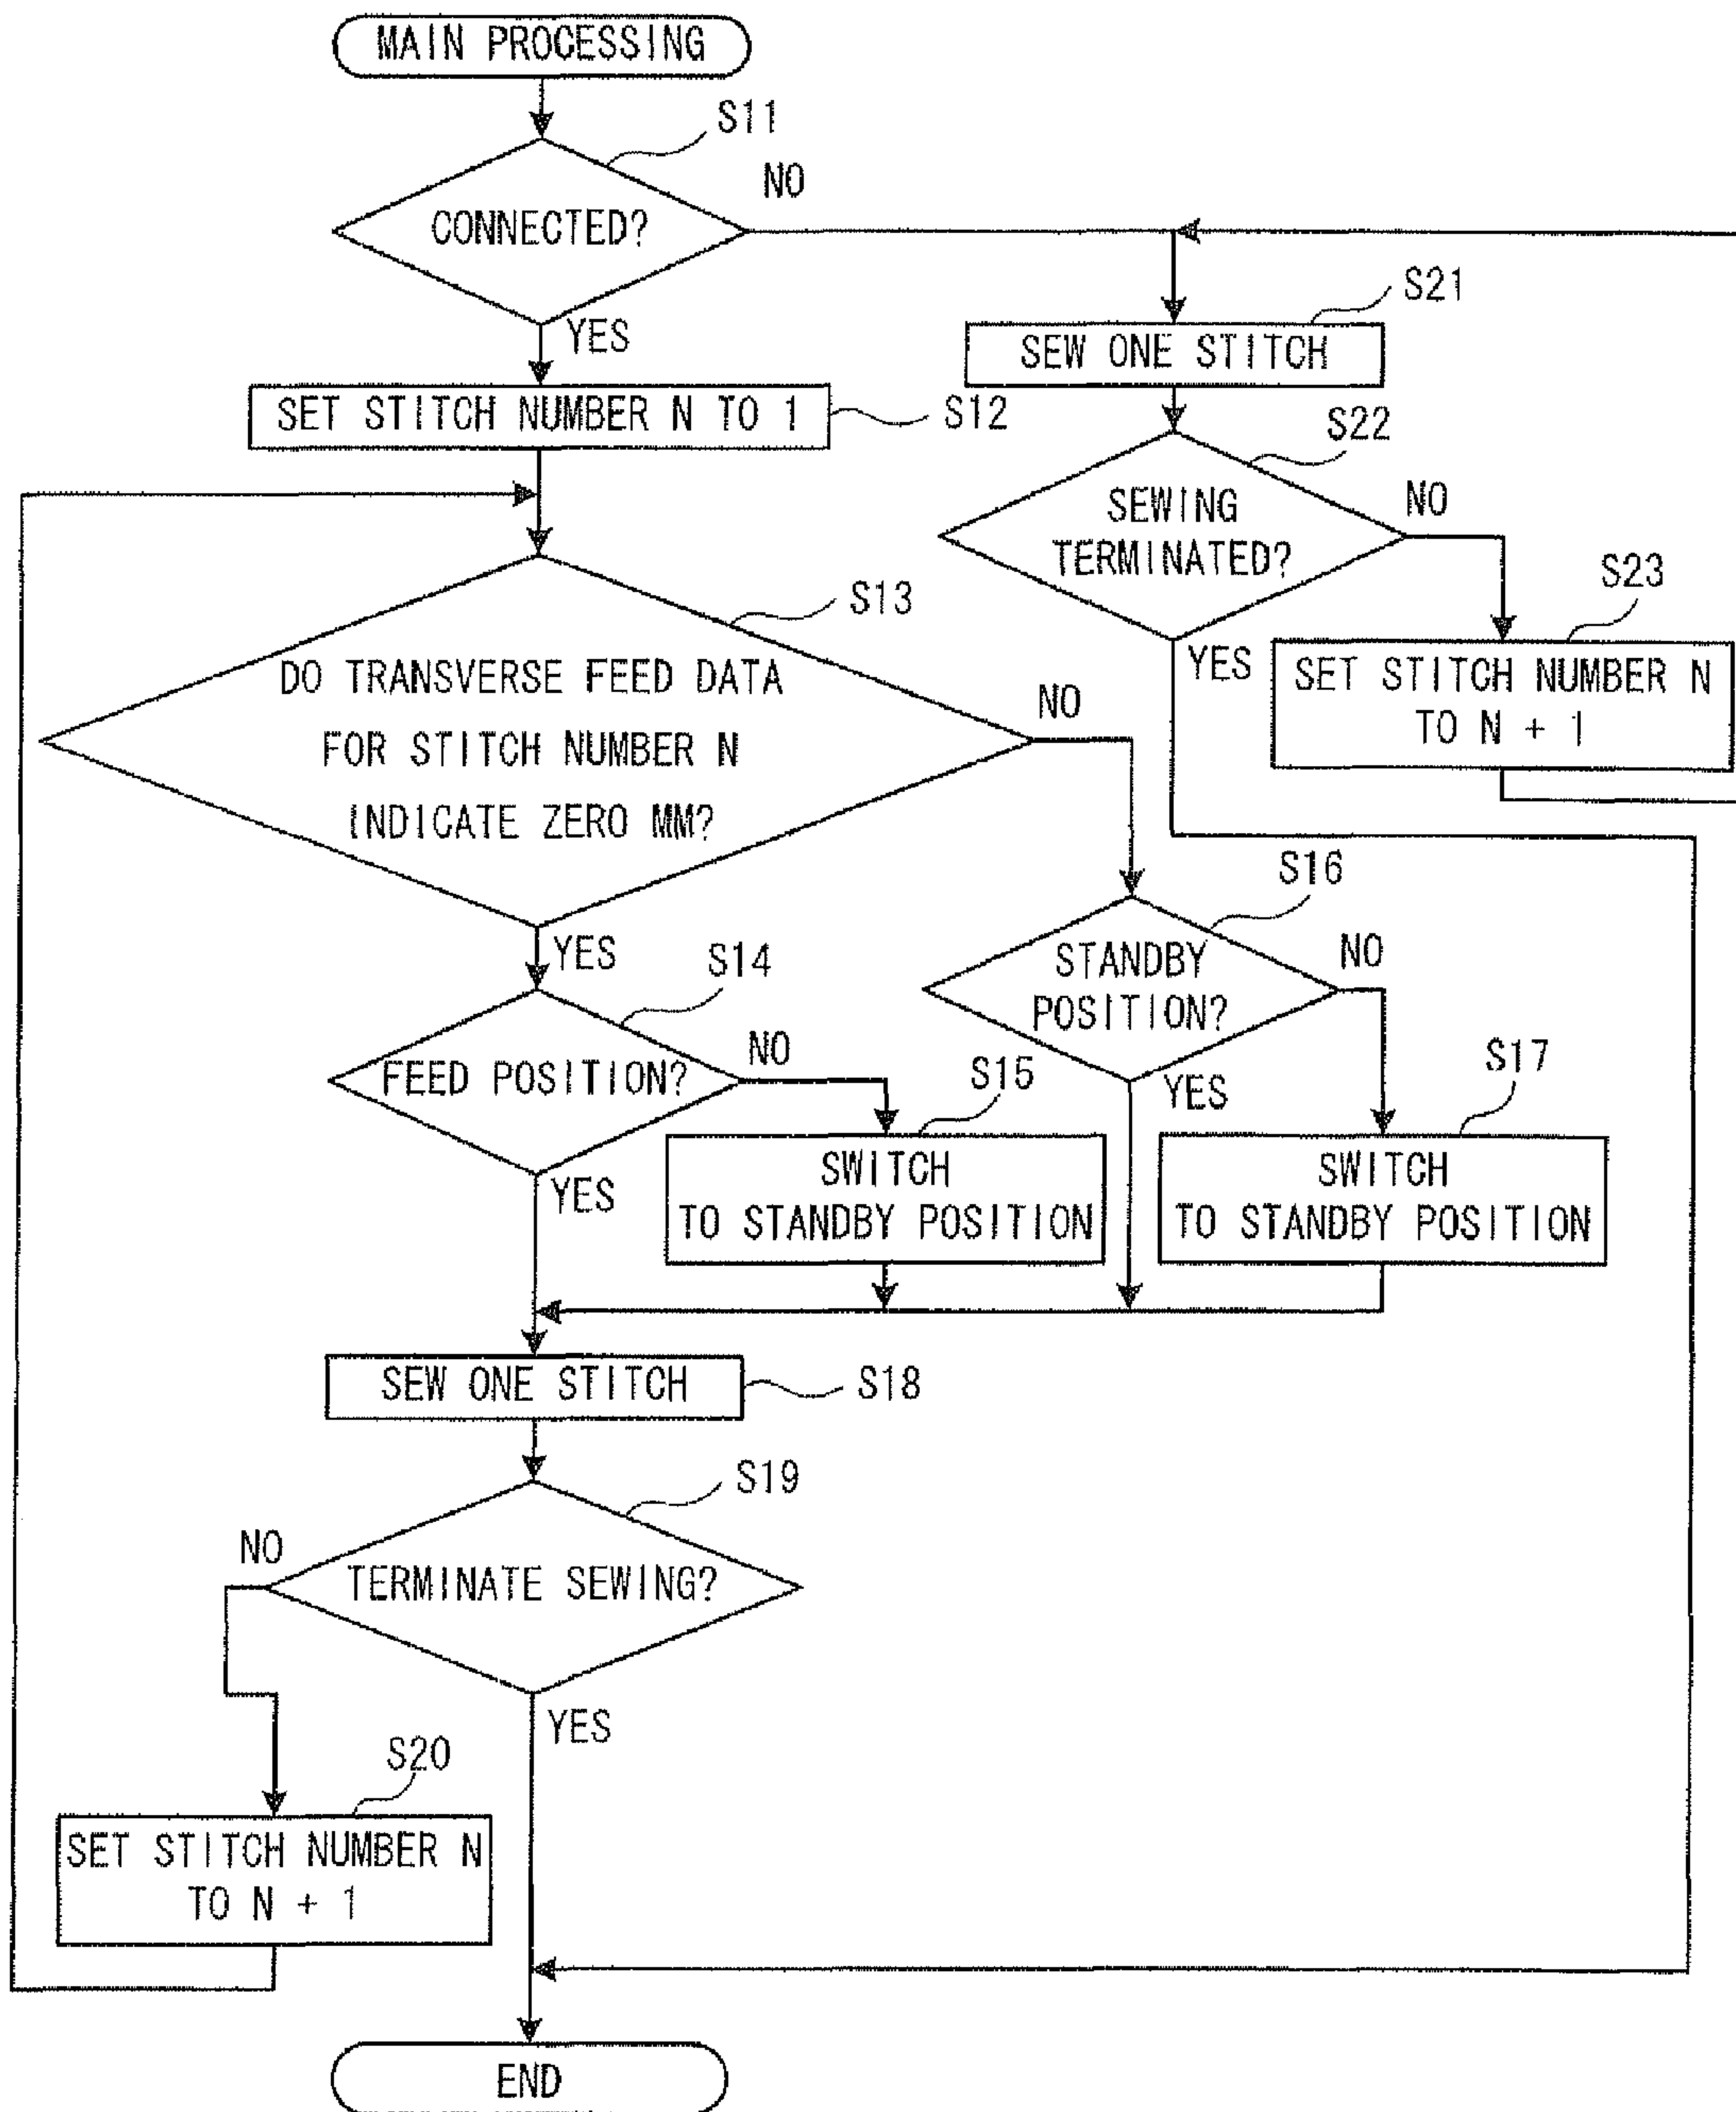 MAIN PROCESSING
S11
CONNECTED?
NO
YES
S21
SEW ONE STITCH
SET STITCH NUMBER N TO 1
S12
S22
SEWING
TERMINATED?
NO
YES
S23
SET STITCH NUMBER N
TO N + 1
S13
DO TRANSVERSE FEED DATA
FOR STITCH NUMBER N
INDICATE ZERO MM?
NO
YES
S16
STANDBY
POSITION?
NO
YES
S14
FEED POSITION?
NO
YES
S15
SWITCH
TO STANDBY POSITION
S17
SWITCH
TO STANDBY POSITION
SEW ONE STITCH
S18
S19
TERMINATE SEWING?
NO
YES
S20
SET STITCH NUMBER N
TO N + 1
END